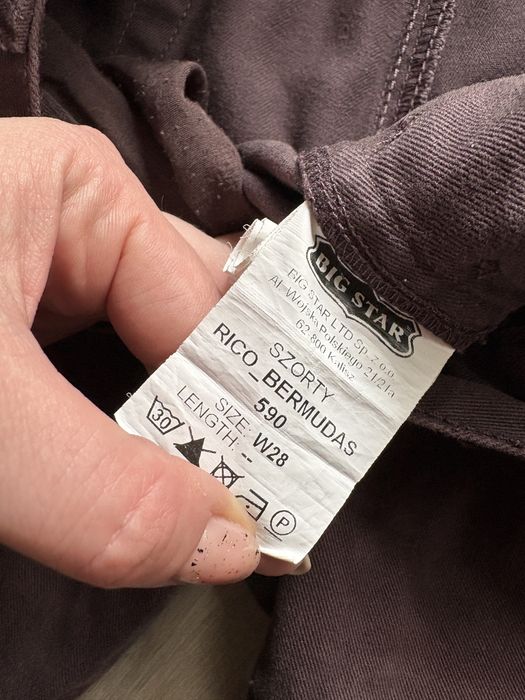 BIG STAR
BIG STAR LTD Sp. z o.o.
Al. Wojska Polskiego 21/21a
62 800 Kalisz
SZORTY
RICO_BERMUDAS
590
SIZE: W28
LENGTH: --
30
P